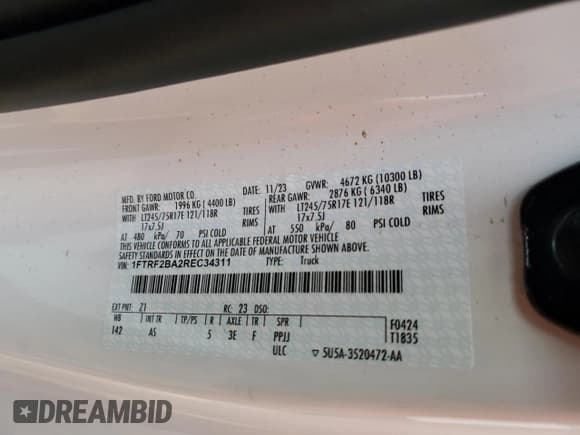 MFD. BY FORD MOTOR CO.
DATE: 11/23 GVWR: 4672 KG (10300 LB)
FRONT GAWR: 1996 KG (4400 LB) REAR GAWR: 2876 KG (6340 LB)
WITH LT245/75R17E 121/118R TIRES WITH LT245/75R17E 121/118R TIRES
17x7.5J RIMS 17x7.5J RIMS
AT 480 kPa/ 70 PSI COLD AT 550 kPa/ 80 PSI COLD
THIS VEHICLE CONFORMS TO ALL APPLICABLE FEDERAL MOTOR VEHICLE
SAFETY STANDARDS IN EFFECT ON THE DATE OF MANUFACTURE SHOWN ABOVE.
VIN: 1FTRF2BA2REC34311 TYPE: Truck
EXT PNT: Z1 RC: 23 DSO:
WB INT TR TP/PS R AXLE TR SPR F0424
142 AS 5 3E F PPJJ T1835
ULC ▽ 5U5A-3520472-AA
DREAMBID